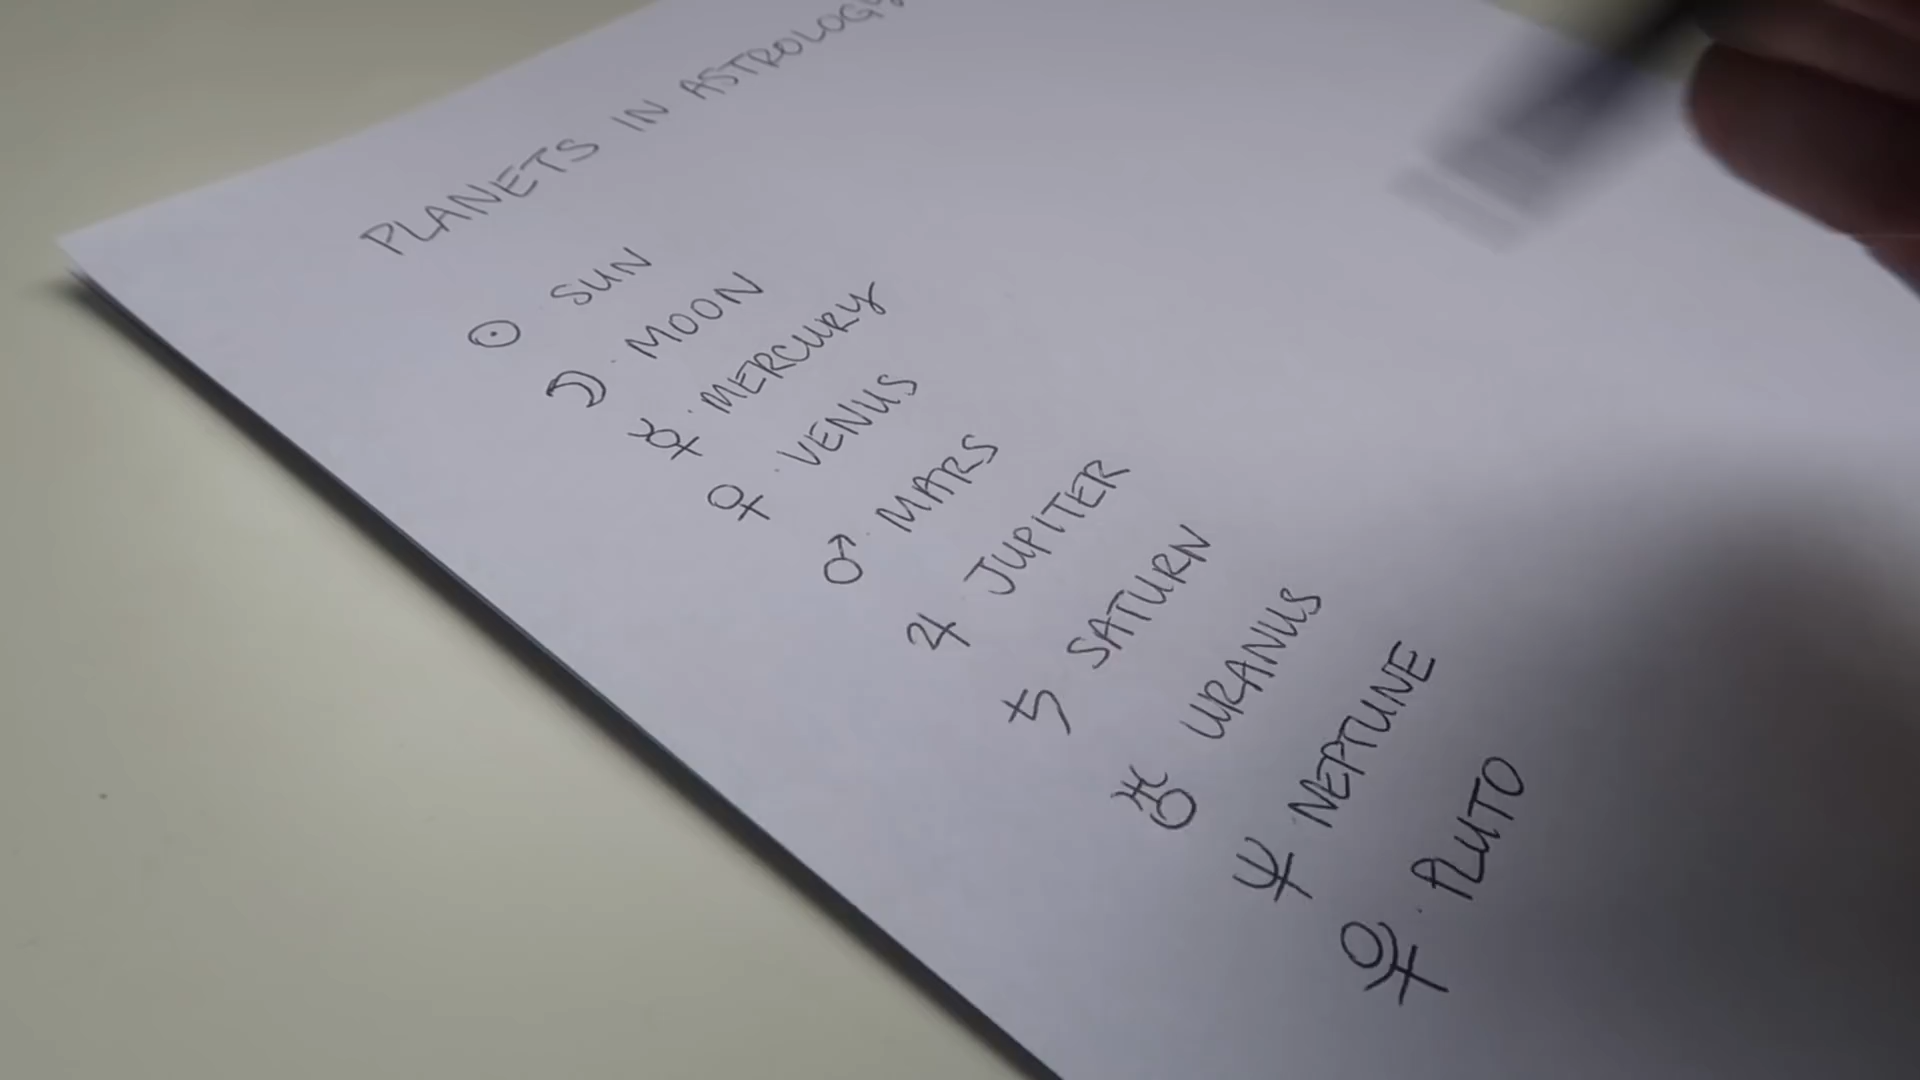 PLANETS IN ASTROLOGY
☉ SUN
☽ MOON
☿ MERCURY
♀ VENUS
♂ MARS
♃ JUPITER
♄ SATURN
♅ URANUS
♆ NEPTUNE
♇ PLUTO